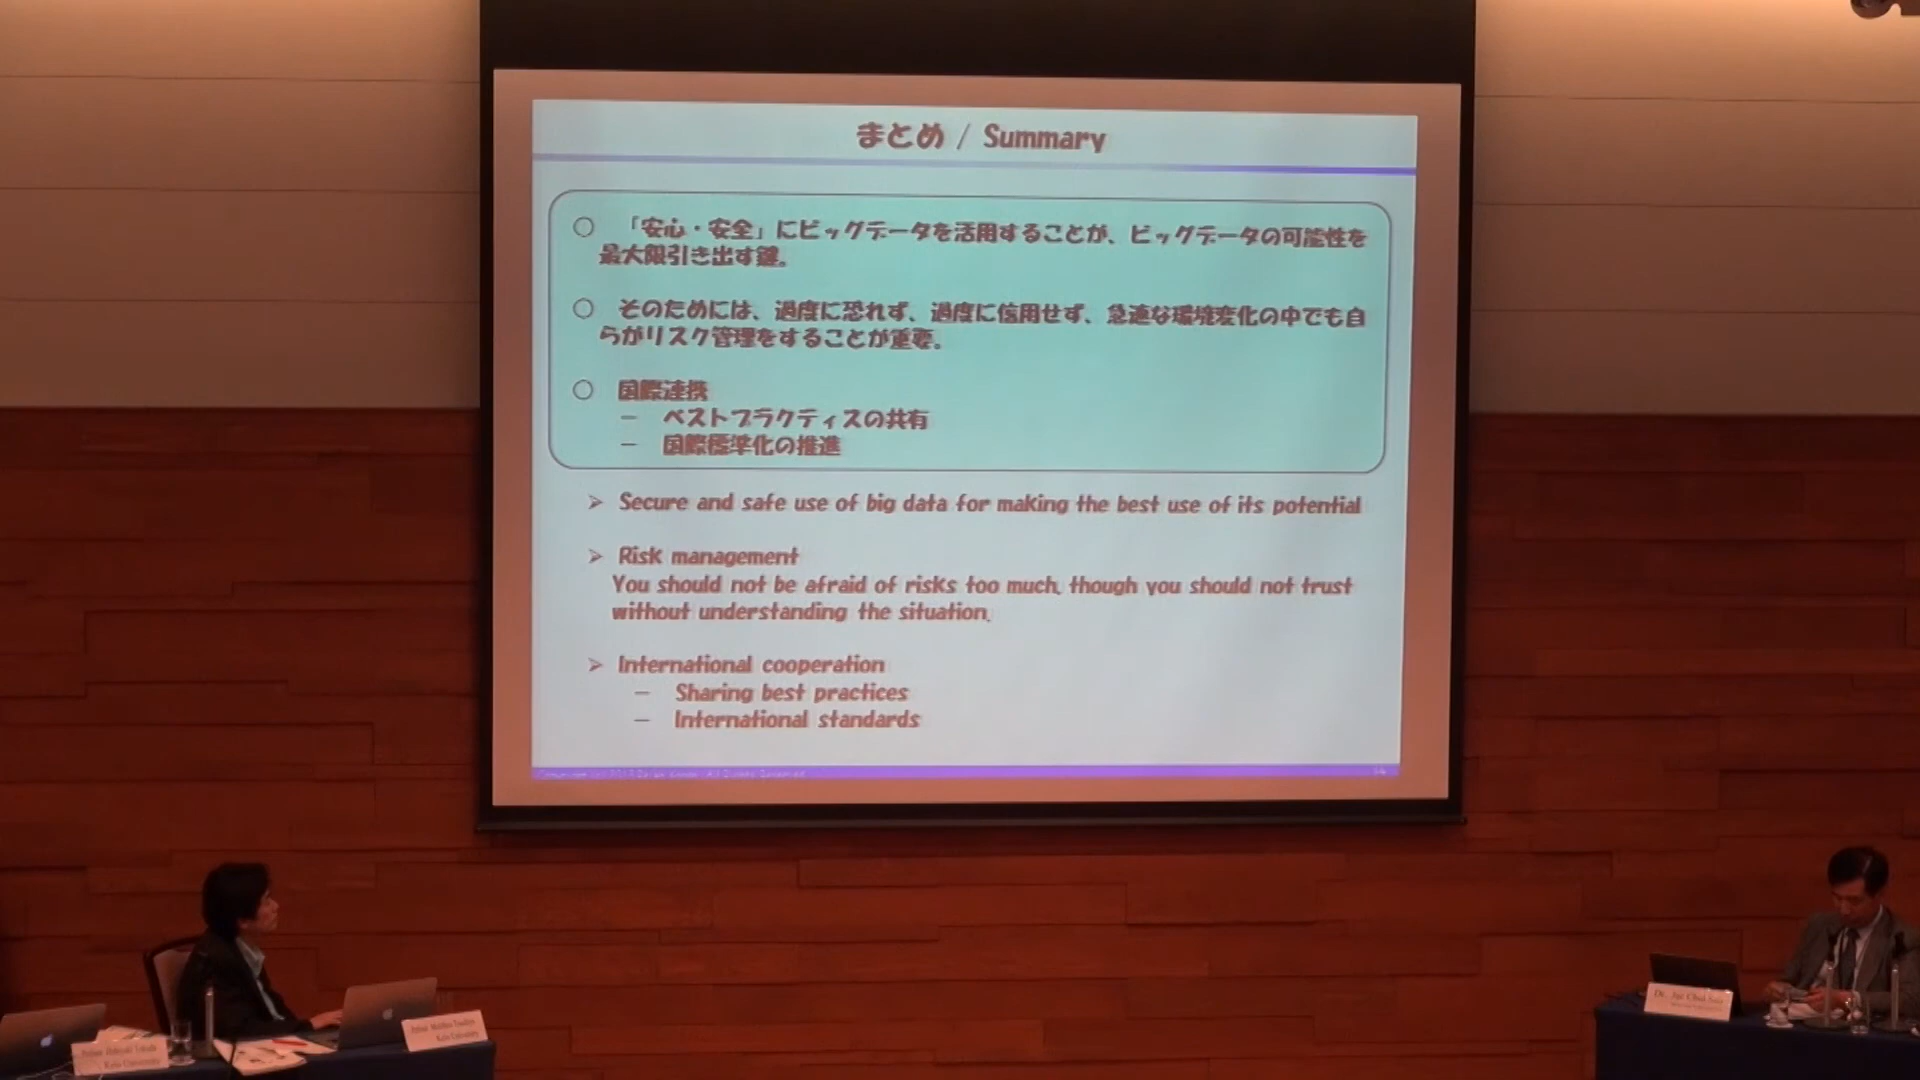 まとめ / Summary
○ 「安心・安全」にビッグデータを活用することが、ビッグデータの可能性を
最大限引き出す鍵。
○ そのためには、過度に恐れず、過度に信用せず、急速な環境変化の中でも自
らがリスク管理をすることが重要。
○ 国際連携
－ ベストプラクティスの共有
－ 国際標準化の推進
➢ Secure and safe use of big data for making the best use of its potential
➢ Risk management
You should not be afraid of risks too much, though you should not trust
without understanding the situation.
➢ International cooperation
－ Sharing best practices
－ International standards
Keio University
Keio University
Dr.